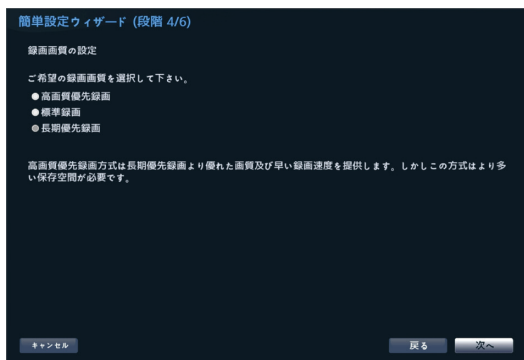 簡単設定ウィザード (段階 4/6)
録画画質の設定
ご希望の録画画質を選択して下さい。
高画質優先録画
標準録画
長期優先録画
高画質優先録画方式は長期優先録画より優れた画質及び早い録画速度を提供します。しかしこの方式はより多
い保存空間が必要です。
キャンセル
戻る
次へ